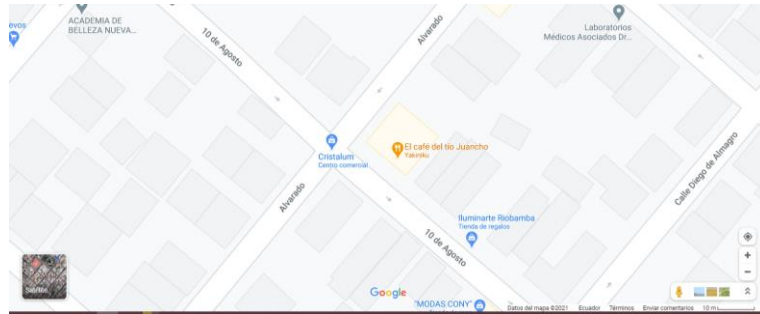 evos
ACADEMIA DE
BELLEZA NUEVA...
10 de Agosto
Alvarado
Laboratorios
Médicos Asociados Dr...
Cristalum
Centro comercial
El café del tío Juancho
Yakiniku
Alvarado
Calle Diego de Almagro
Iluminarte Riobamba
Tienda de regalos
10 de Agosto
Satélite
Google
"MODAS CONY"
Datos del mapa ©2021 Ecuador Términos Enviar comentarios 10 m